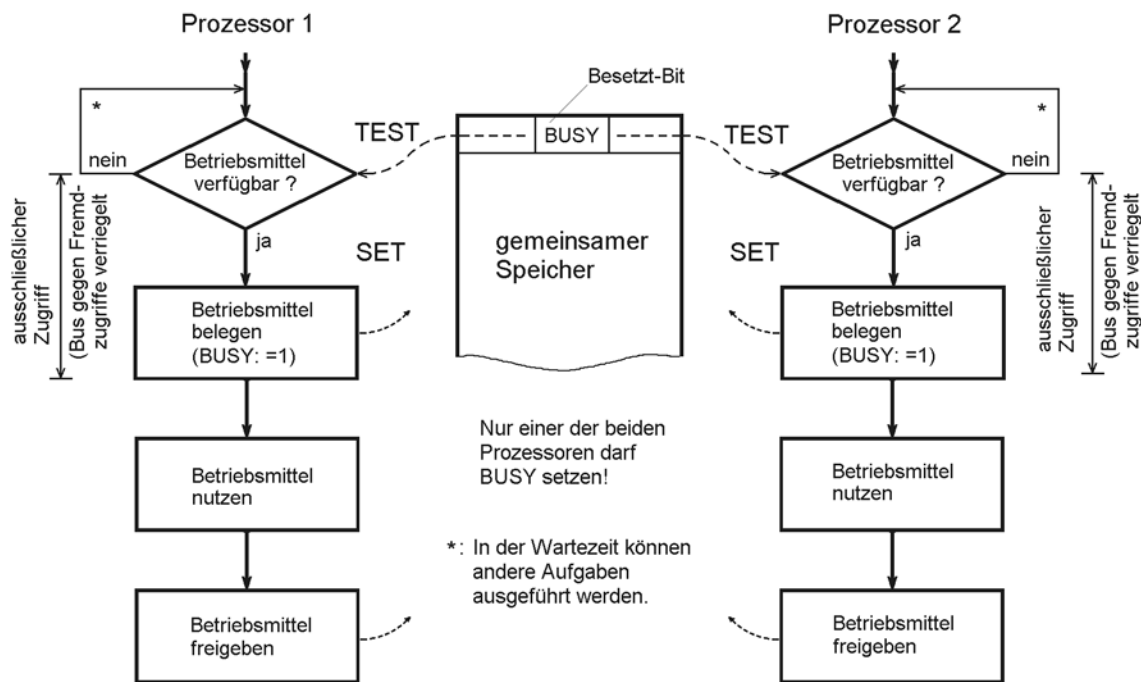 Prozessor 1
Prozessor 2
Besetzt-Bit
*
*
TEST
BUSY
TEST
nein
Betriebsmittel
verfügbar ?
Betriebsmittel
verfügbar ?
nein
ja
ja
ausschließlicher
Zugriff
(Bus gegen Fremd-
zugriffe verriegelt
SET
gemeinsamer
Speicher
SET
ausschließlicher
Zugriff
(Bus gegen Fremd-
zugriffe verriegelt
Betriebsmittel
belegen
(BUSY: =1)
Betriebsmittel
belegen
(BUSY: =1)
Nur einer der beiden
Prozessoren darf
BUSY setzen!
Betriebsmittel
nutzen
Betriebsmittel
nutzen
*: In der Wartezeit können
andere Aufgaben
ausgeführt werden.
Betriebsmittel
freigeben
Betriebsmittel
freigeben